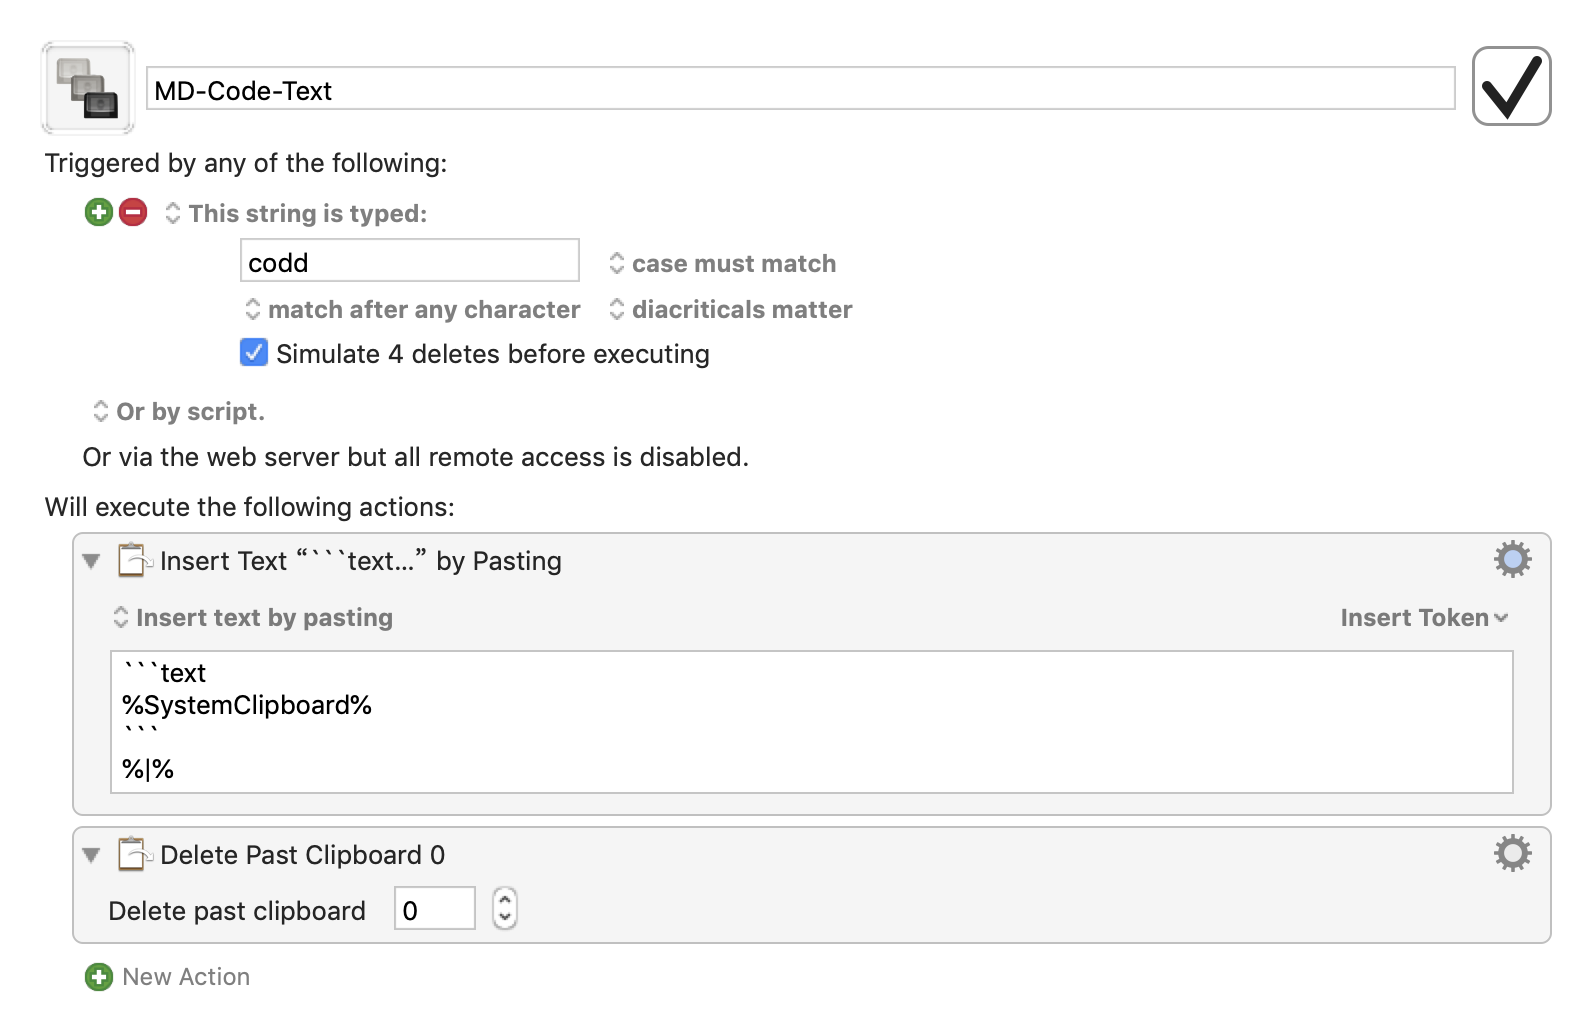 MD-Code-Text
Triggered by any of the following:
This string is typed:
codd
case must match
match after any character
diacriticals matter
Simulate 4 deletes before executing
Or by script.
Or via the web server but all remote access is disabled.
Will execute the following actions:
Insert Text “```text…” by Pasting
Insert text by pasting
Insert Token
```text
%SystemClipboard%
```
%|%
Delete Past Clipboard 0
Delete past clipboard 0
New Action